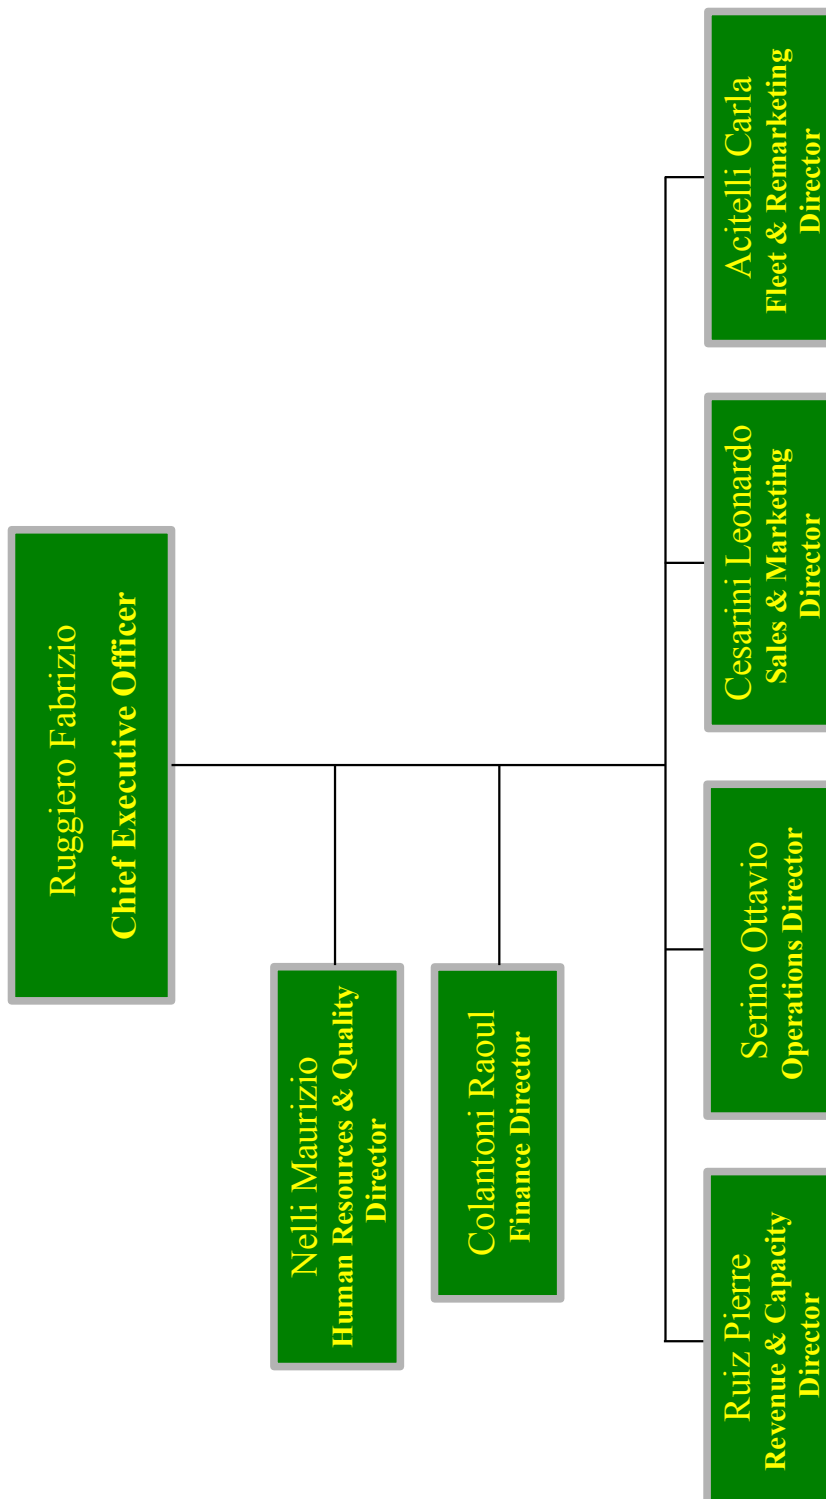 Ruggiero Fabrizio
Chief Executive Officer
Nelli Maurizio
Human Resources & Quality
Director
Colantoni Raoul
Finance Director
Ruiz Pierre
Revenue & Capacity
Director
Serino Ottavio
Operations Director
Cesarini Leonardo
Sales & Marketing
Director
Acitelli Carla
Fleet & Remarketing
Director